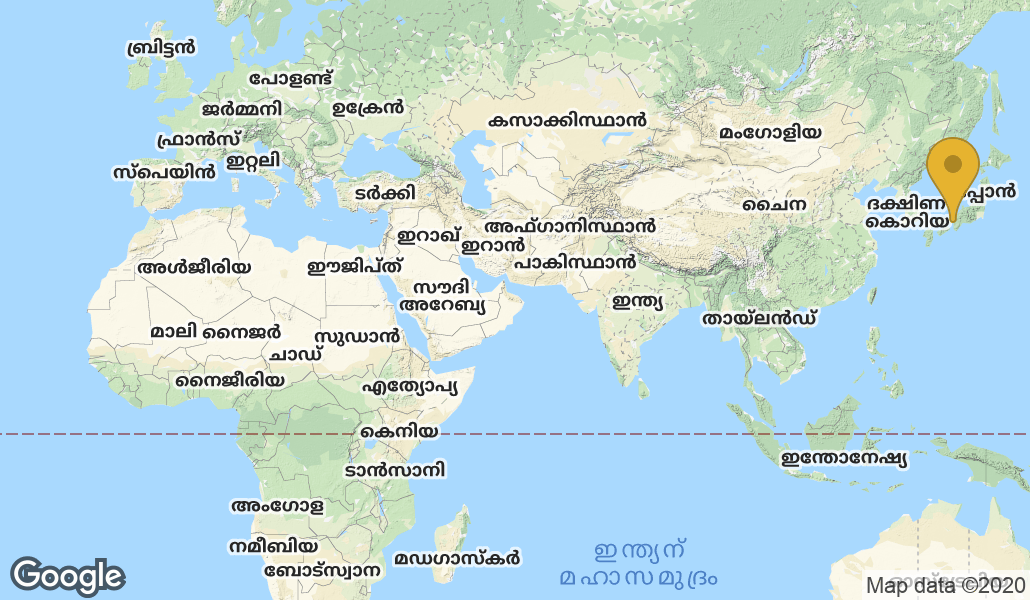 ബ്രിട്ടൻ
പോളണ്ട്
ജർമ്മനി
ഉക്രേൻ
കസാക്കിസ്ഥാൻ
മംഗോളിയ
ഫ്രാൻസ്
ഇറ്റലി
സ്പെയിൻ
ടർക്കി
ചൈന
ദക്ഷിണ
കൊറിയ
ഇറാഖ്
ഇറാൻ
അഫ്ഗാനിസ്ഥാൻ
പാകിസ്ഥാൻ
അൾജീരിയ
ഈജിപ്ത്
സൗദി
അറേബ്യ
ഇന്ത്യ
തായ്‌ലൻഡ്
മാലി നൈജർ
സുഡാൻ
ചാഡ്
നൈജീരിയ
എത്യോപ്യ
കെനിയ
ടാൻസാനി
ഇന്തോനേഷ്യ
അംഗോള
നമീബിയ
ബോട്സ്വാന
മഡഗാസ്കർ
ഇന്ത്യന്
മഹാസമുദ്രം
Google
Map data ©2020